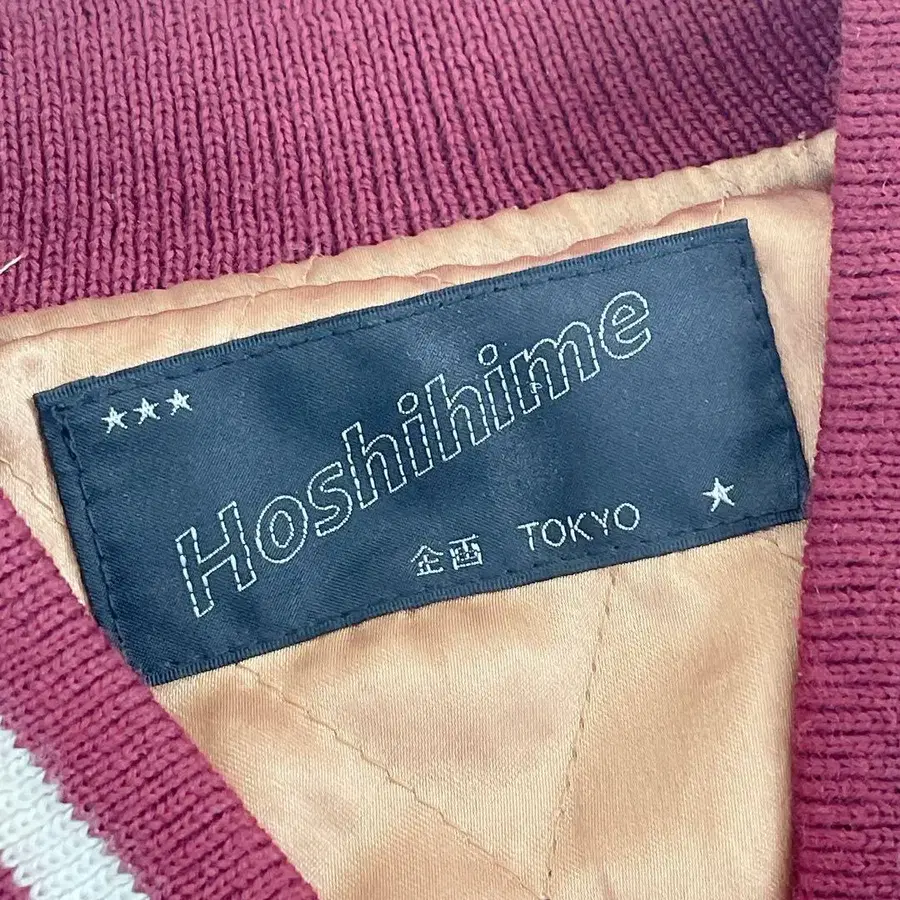 ★★★
Hoshihime
企画 TOKYO ★